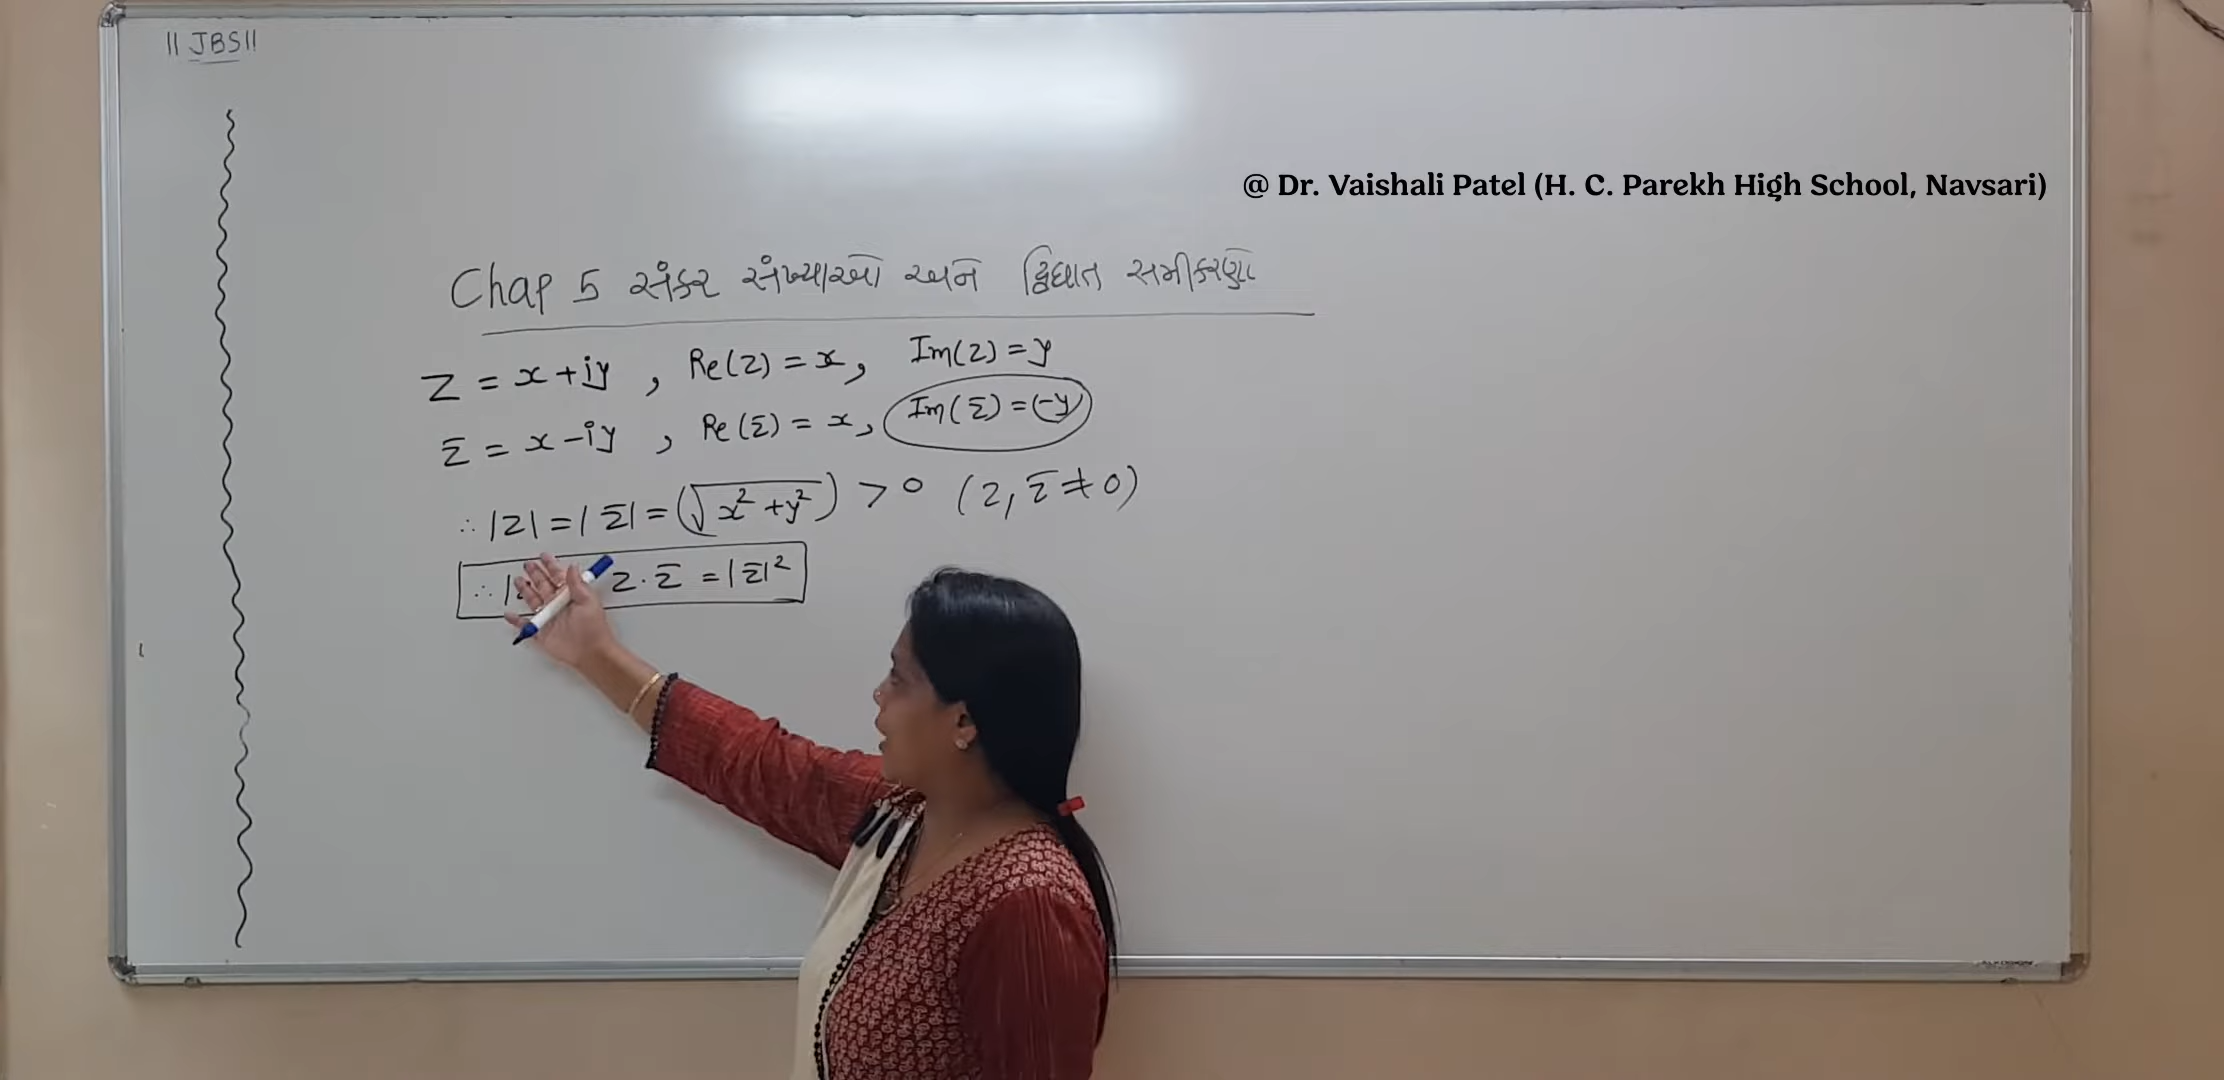 || JBS ||
@ Dr. Vaishali Patel (H. C. Parekh High School, Navsari)
Chap 5 સંકર સંખ્યાઓ અને દ્વિઘાત સમીકરણો
Z = x + iy , Re(z) = x, Im(z) = y
z̄ = x - iy , Re(z̄) = x, Im(z̄) = (-y)
∴ |z| = |z̄| = (√x² + y²) > 0 (z, z̄ ≠ 0)
∴ z · z̄ = |z̄|²